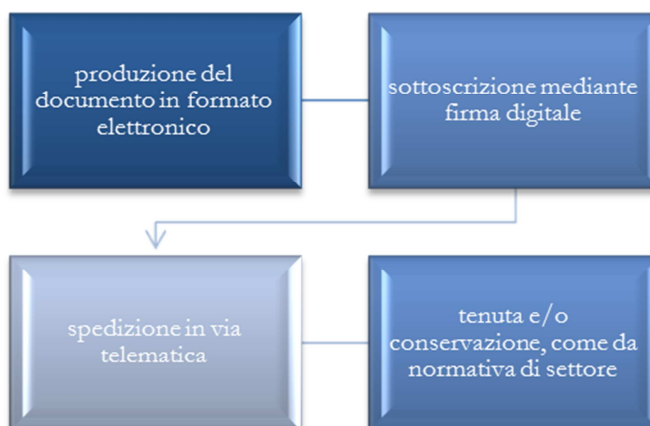 produzione del
documento in formato
elettronico
sottoscrizione mediante
firma digitale
spedizione in via
telematica
tenuta e/o
conservazione, come da
normativa di settore